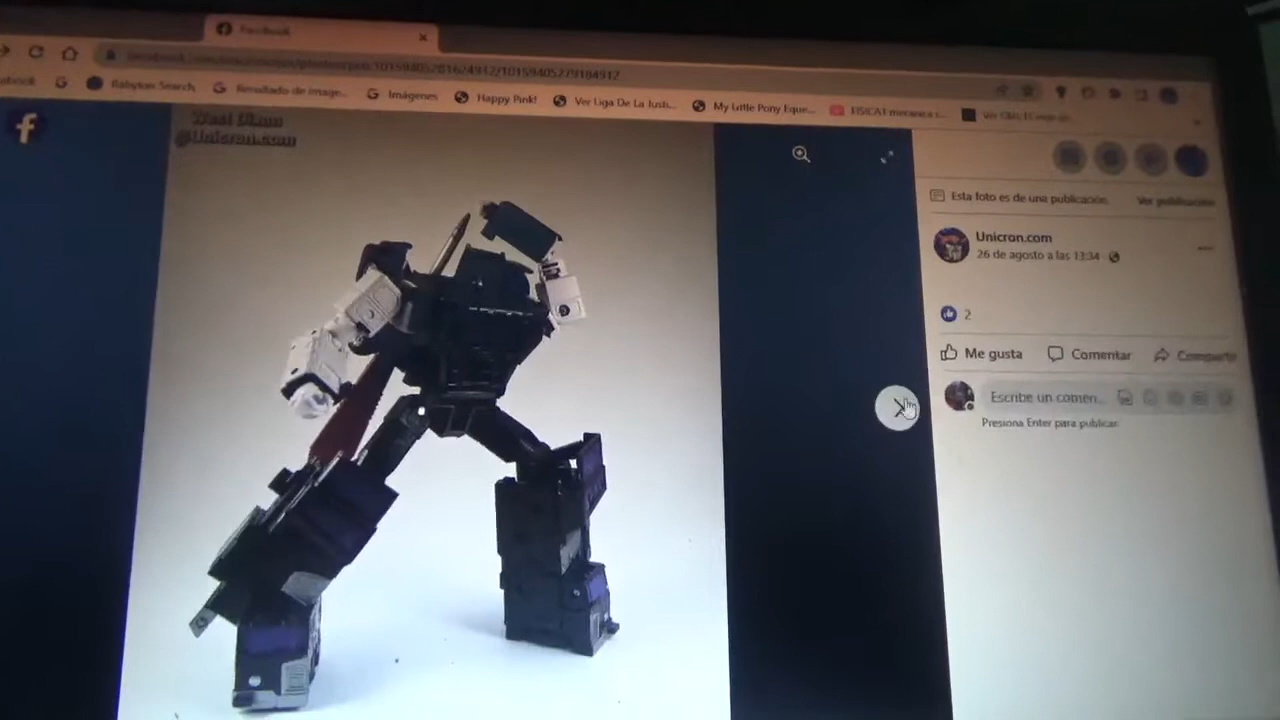 Facebook
Babylon Search
Resultado de image...
Imágenes
Happy Pink!
Ver Liga De La Justi...
My Little Pony Eque...
@Unicron.com
Esta foto es de una publicación.
Ver publicación
Unicron.com
26 de agosto a las 13:34
2
Me gusta
Comentar
Compartir
Escribe un comen...
Presiona Enter para publicar.